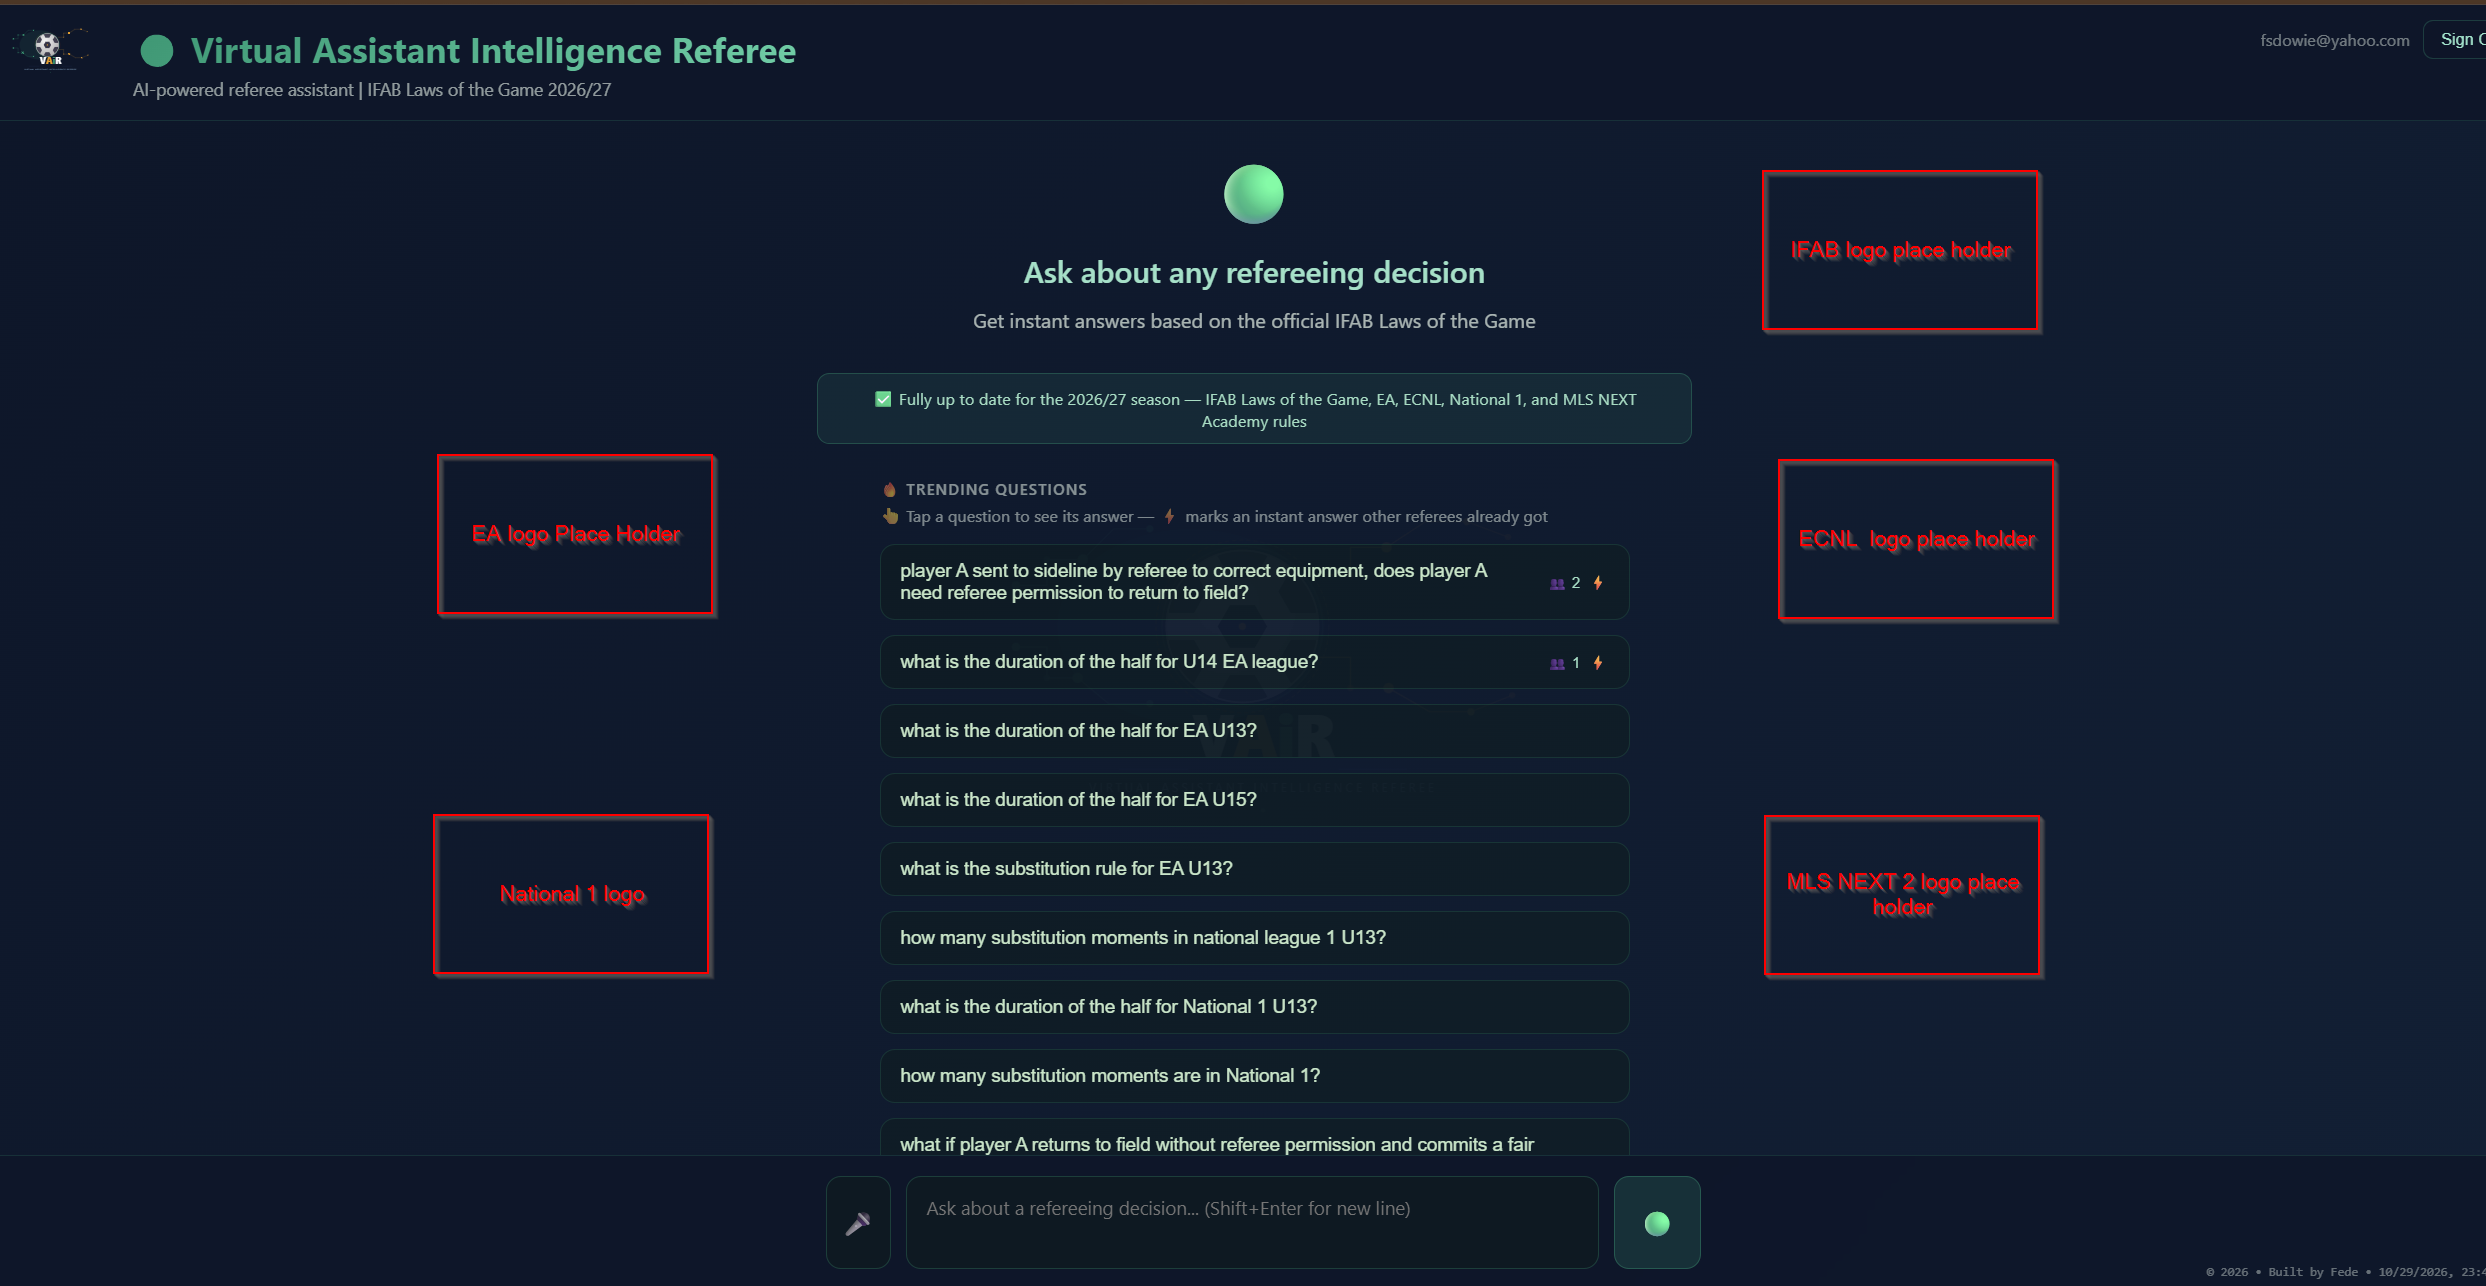 VAiR
Virtual Assistant Intelligence Referee
AI-powered referee assistant | IFAB Laws of the Game 2026/27
fsdowie@yahoo.com
Sign
Ask about any refereeing decision
Get instant answers based on the official IFAB Laws of the Game
IFAB logo place holder
✅ Fully up to date for the 2026/27 season — IFAB Laws of the Game, EA, ECNL, National 1, and MLS NEXT
Academy rules
🔥 TRENDING QUESTIONS
👆 Tap a question to see its answer — ⚡ marks an instant answer other referees already got
EA logo Place Holder
ECNL  logo place holder
player A sent to sideline by referee to correct equipment, does player A
need referee permission to return to field?
👥 2 ⚡
what is the duration of the half for U14 EA league?
👥 1 ⚡
what is the duration of the half for EA U13?
VAiR
what is the duration of the half for EA U15?
what is the substitution rule for EA U13?
National 1 logo
MLS NEXT 2 logo place
holder
how many substitution moments in national league 1 U13?
what is the duration of the half for National 1 U13?
how many substitution moments are in National 1?
what if player A returns to field without referee permission and commits a fair
Ask about a refereeing decision... (Shift+Enter for new line)
© 2026 • Built by Fede • 10/29/2026, 23:4